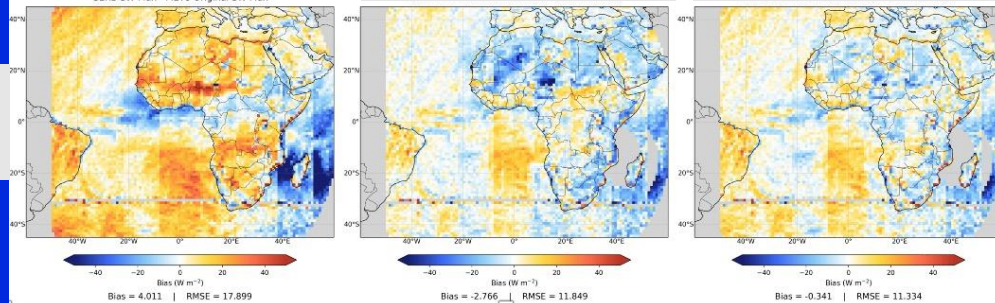 40°N 40°N 40°N
20°N 20°N 20°N
0° 0° 0°
20°S 20°S 20°S
40°S 40°S 40°S
40°W 20°W 0° 20°E 40°E 40°W 20°W 0° 20°E 40°E 40°W 20°W 0° 20°E 40°E
−40 −20 0 20 40 −40 −20 0 20 40 −40 −20 0 20 40
Bias (W m⁻²) Bias (W m⁻²) Bias (W m⁻²)
Bias = 4.011 | RMSE = 17.899 Bias = -2.766 RMSE = 11.849 Bias = -0.341 | RMSE = 11.334